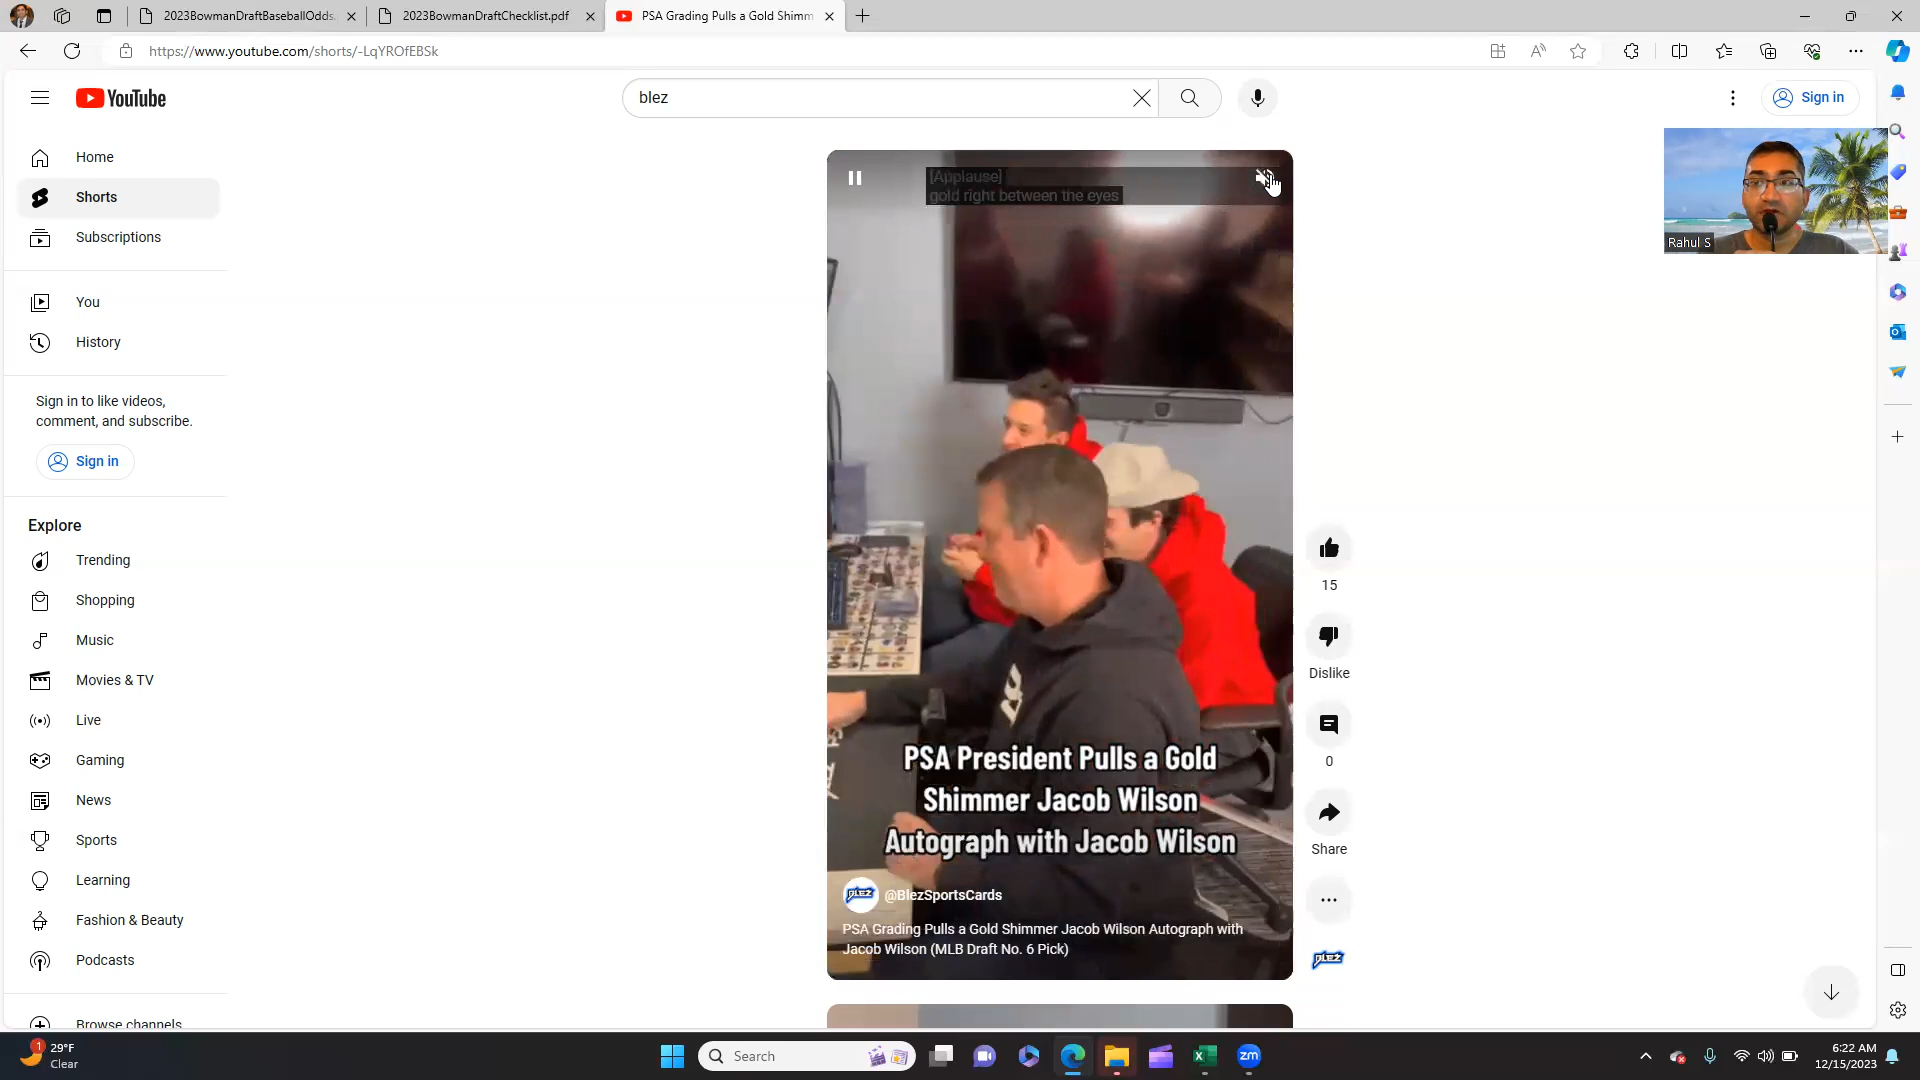 2023BowmanDraftBaseballOdds.
2023BowmanDraftChecklist.pdf
PSA Grading Pulls a Gold Shimm
https://www.youtube.com/shorts/-LqYROfEBSk
YouTube
blez
Sign in
Home
Shorts
Subscriptions
You
History
Sign in to like videos,
comment, and subscribe.
Sign in
Explore
Trending
Shopping
Music
Movies & TV
Live
Gaming
News
Sports
Learning
Fashion & Beauty
Podcasts
Browse channels
[Applause]
gold right between the eyes
PSA President Pulls a Gold
Shimmer Jacob Wilson
Autograph with Jacob Wilson
BLEZ
@BlezSportsCards
PSA Grading Pulls a Gold Shimmer Jacob Wilson Autograph with
Jacob Wilson (MLB Draft No. 6 Pick)
15
Dislike
0
Share
BLEZ
Rahul S
1
29°F
Clear
Search
zm
6:22 AM
12/15/2023